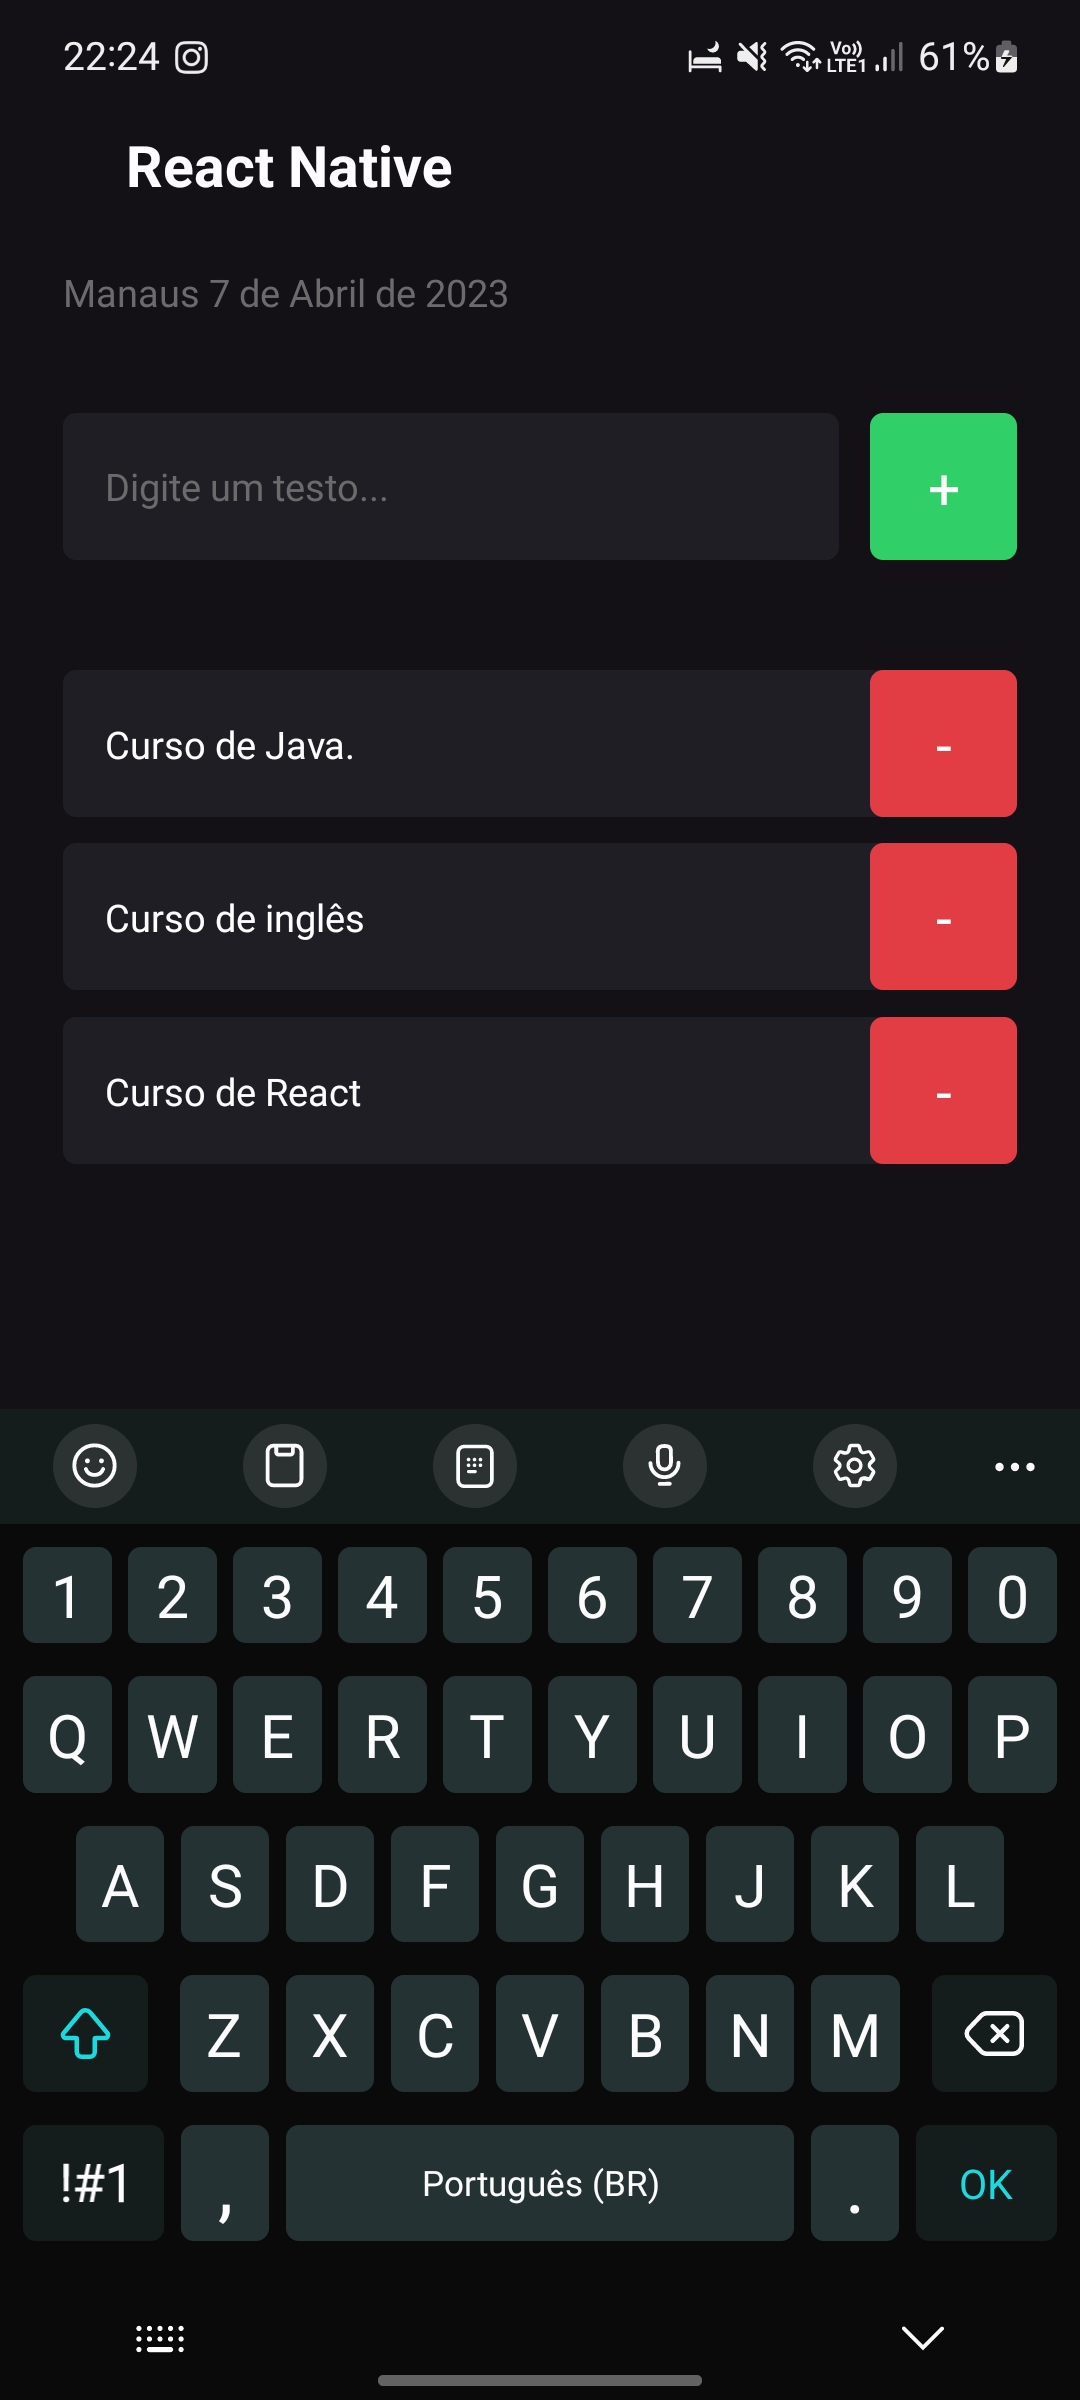 22:24 Vo)) LTE1 61%
React Native
Manaus 7 de Abril de 2023
Digite um testo...
+
Curso de Java.
-
Curso de inglês
-
Curso de React
-
1 2 3 4 5 6 7 8 9 0
Q W E R T Y U I O P
A S D F G H J K L
Z X C V B N M
!#1 , Português (BR) . OK